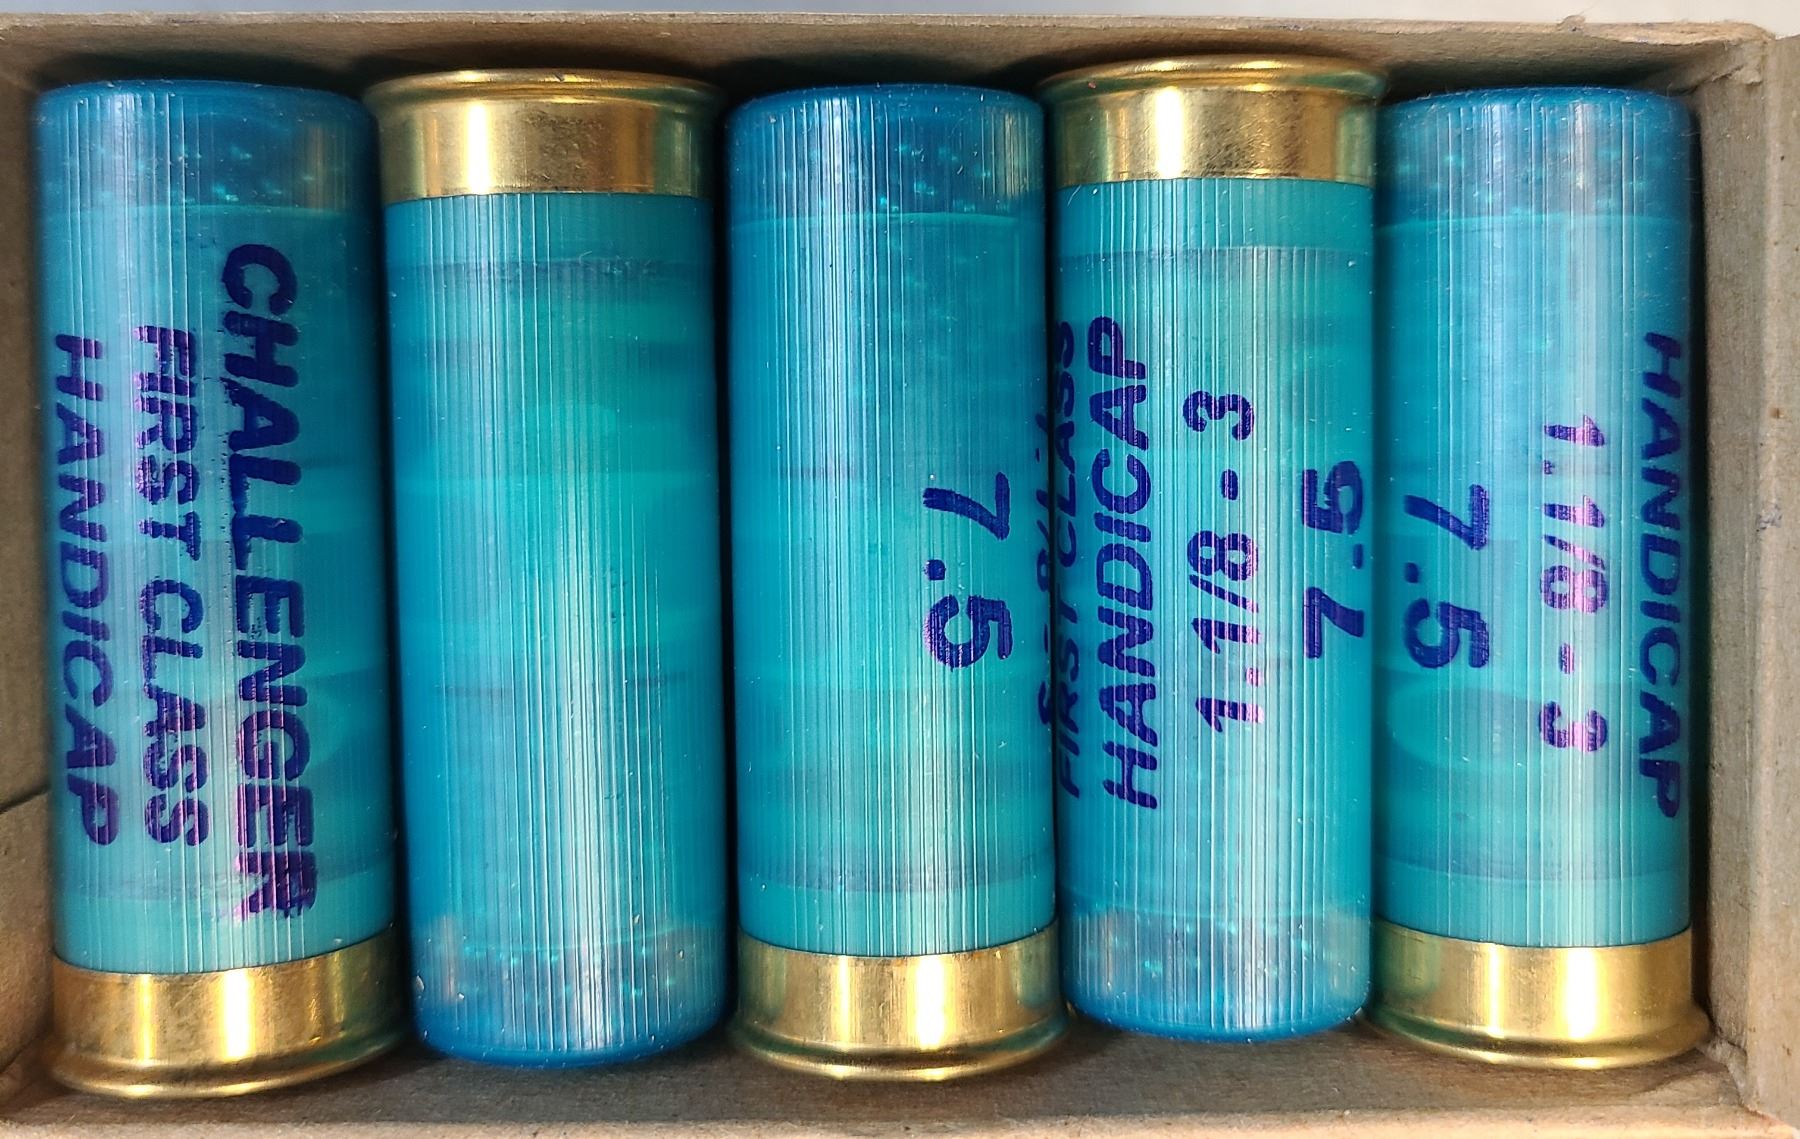 CHALLENGER
FIRST CLASS
HANDICAP
7.5
FIRST CLASS
HANDICAP
1.1/8 - 3
7.5
HANDICAP
1.1/8 - 3
7.5